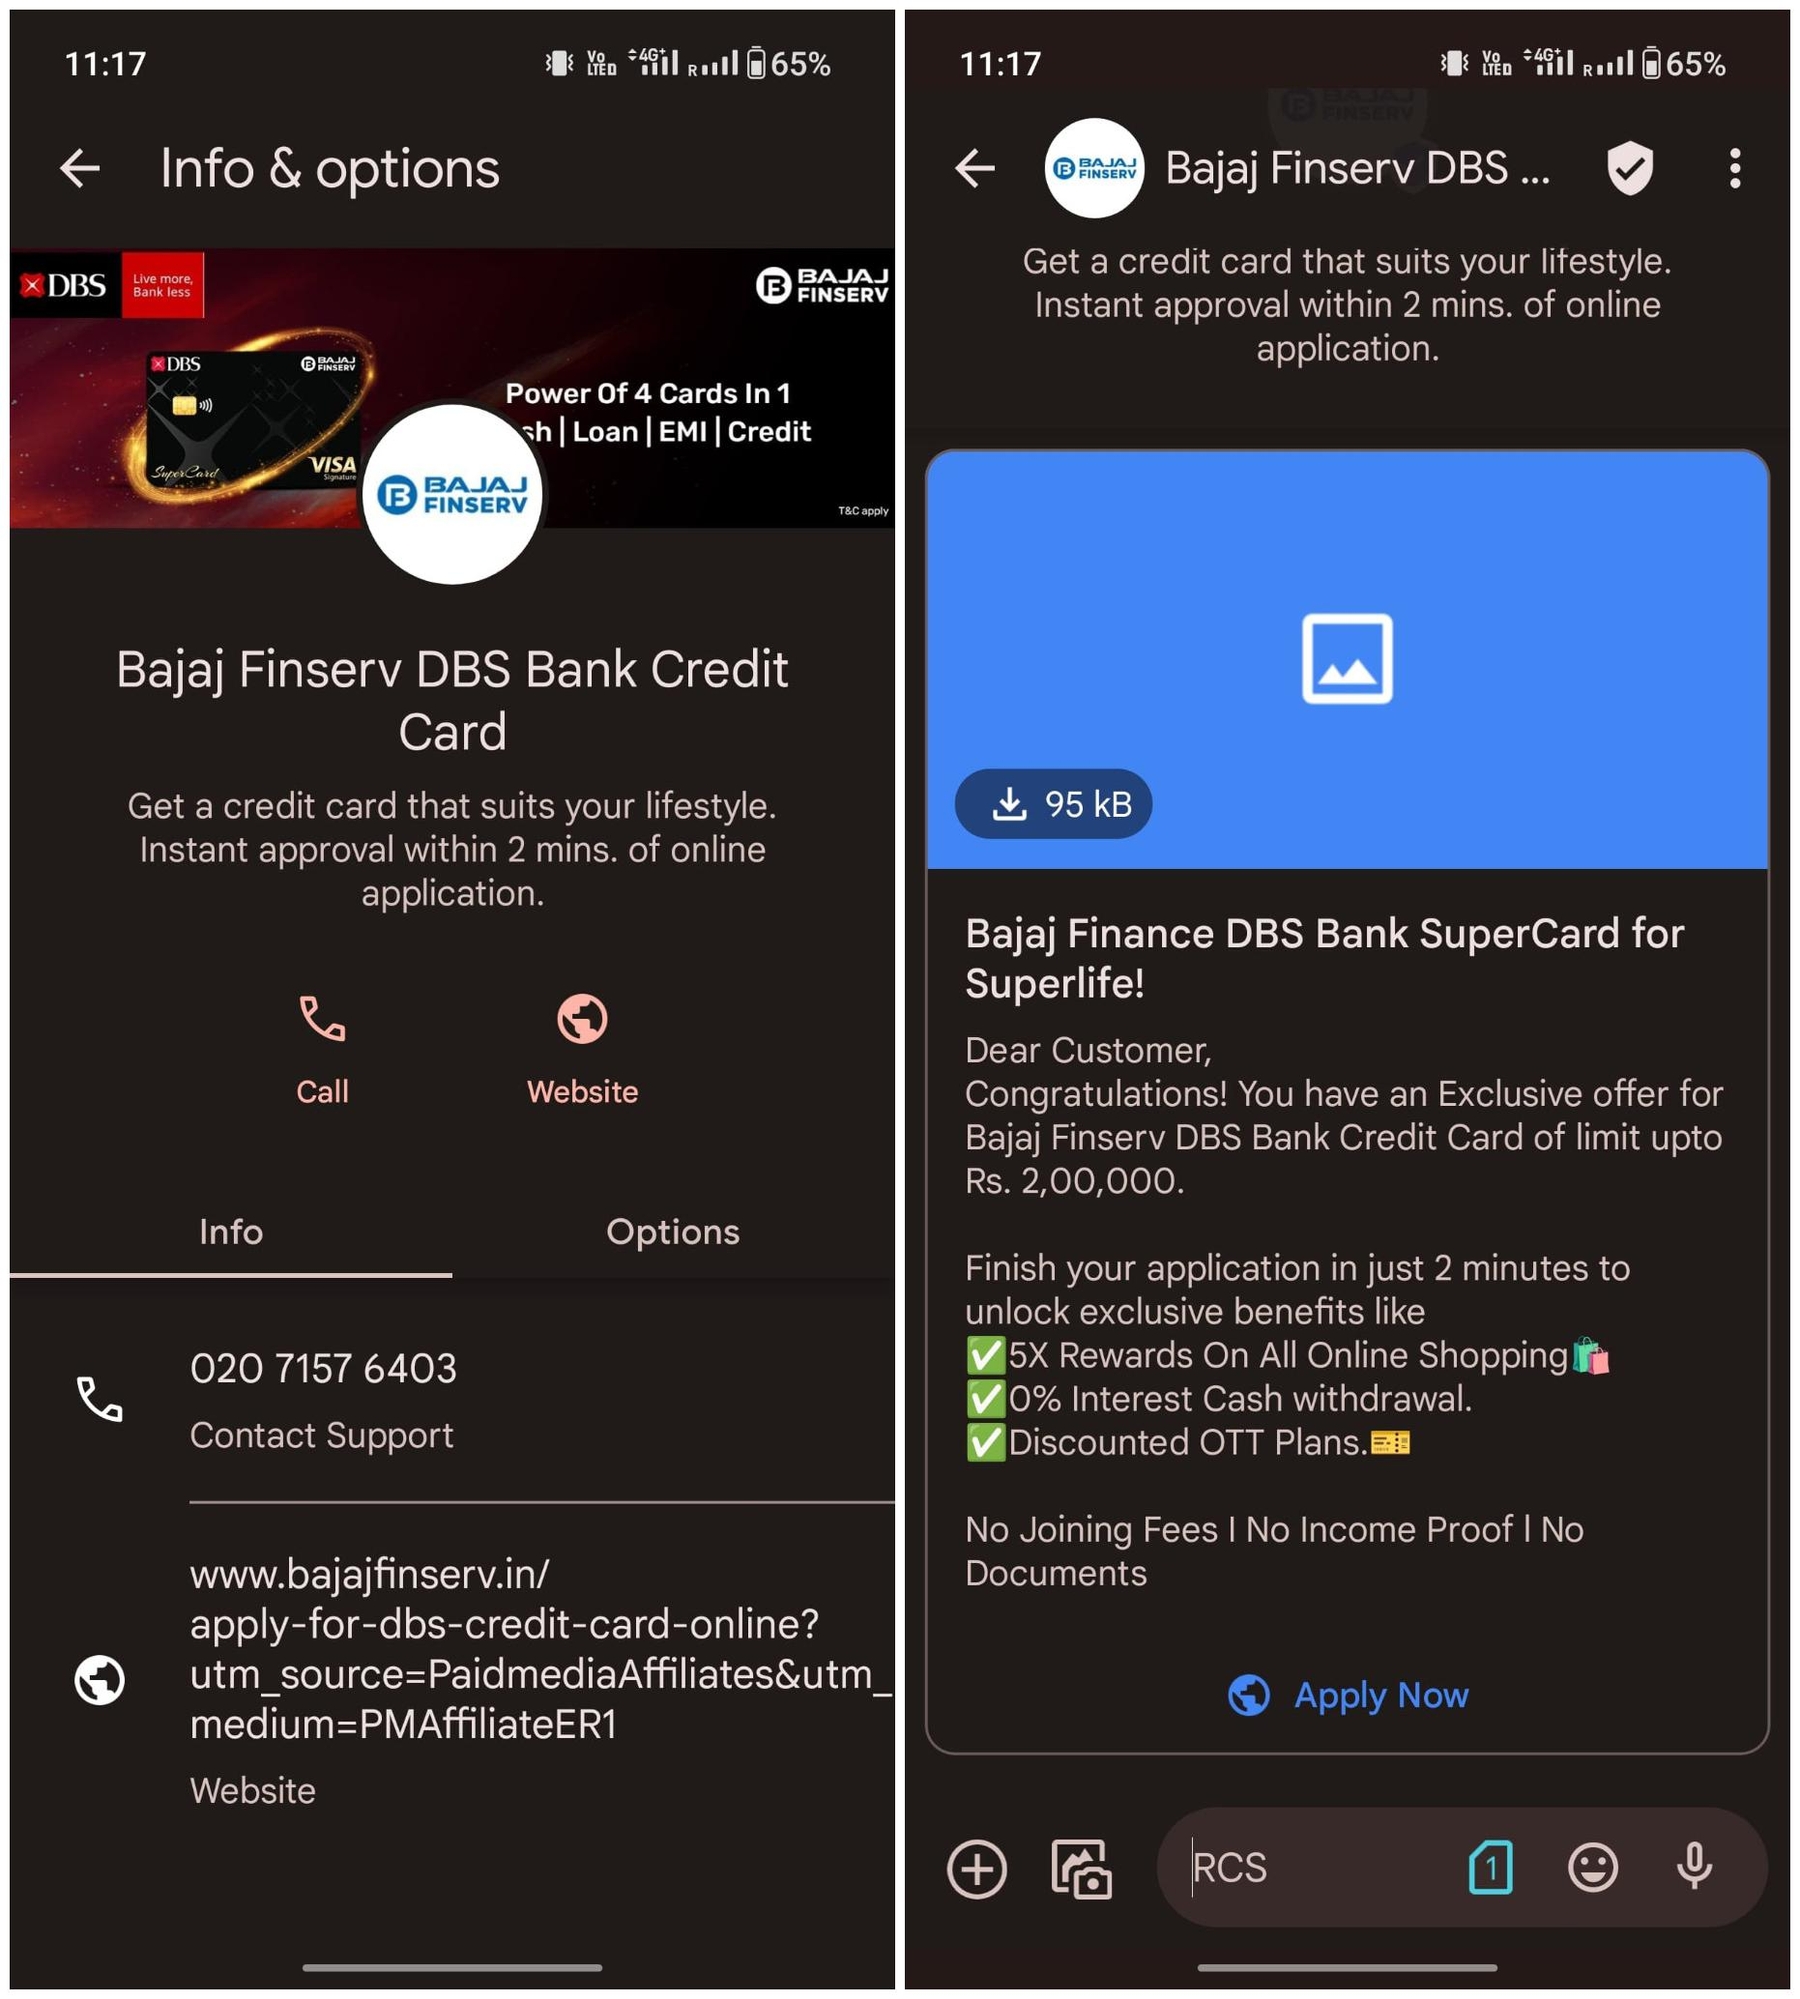 11:17
Vo LTED 4G+ R 65%
Info & options
DBS
Live more,
Bank less
BAJAJ
FINSERV
DBS
BAJAJ
FINSERV
SuperCard
VISA
Signature
Power Of 4 Cards In 1
sh | Loan | EMI | Credit
T&C apply
BAJAJ
FINSERV
Bajaj Finserv DBS Bank Credit
Card
Get a credit card that suits your lifestyle.
Instant approval within 2 mins. of online
application.
Call
Website
Info
Options
020 7157 6403
Contact Support
www.bajajfinserv.in/
apply-for-dbs-credit-card-online?
utm_source=PaidmediaAffiliates&utm_
medium=PMAffiliateER1
Website
11:17
Vo LTED 4G+ R 65%
BAJAJ
FINSERV
BAJAJ
FINSERV
Bajaj Finserv DBS ...
Get a credit card that suits your lifestyle.
Instant approval within 2 mins. of online
application.
95 kB
Bajaj Finance DBS Bank SuperCard for
Superlife!
Dear Customer,
Congratulations! You have an Exclusive offer for
Bajaj Finserv DBS Bank Credit Card of limit upto
Rs. 2,00,000.
Finish your application in just 2 minutes to
unlock exclusive benefits like
✅5X Rewards On All Online Shopping🛍️
✅0% Interest Cash withdrawal.
✅Discounted OTT Plans.🎫
No Joining Fees I No Income Proof I No
Documents
Apply Now
RCS
1